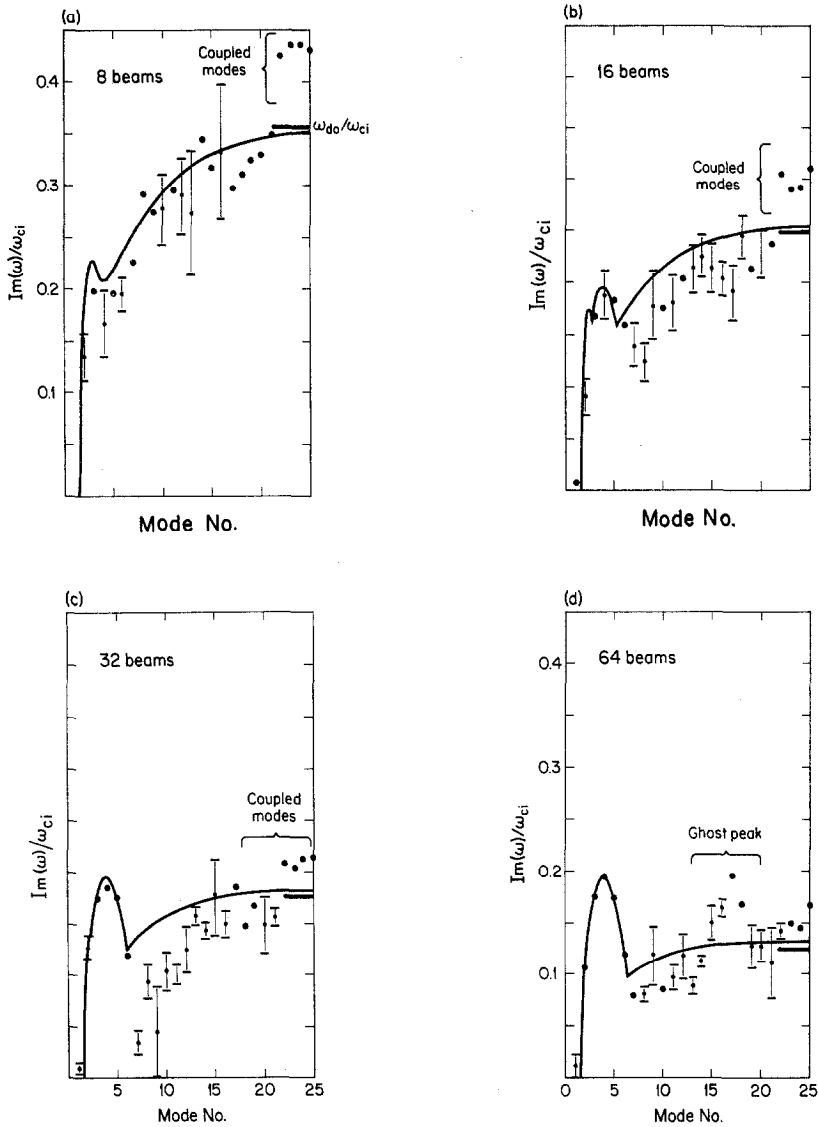 (a)
8 beams
Coupled
modes
ω_do/ω_ci
0.4
0.3
0.2
0.1
Im(ω)/ω_ci
Mode No.
(b)
16 beams
Coupled
modes
Im(ω)/ω_ci
Mode No.
(c)
32 beams
Coupled
modes
Im(ω)/ω_ci
5
10
15
20
25
Mode No.
(d)
64 beams
Ghost peak
0.4
0.3
0.2
0.1
Im(ω)/ω_ci
0
5
10
15
20
25
Mode No.